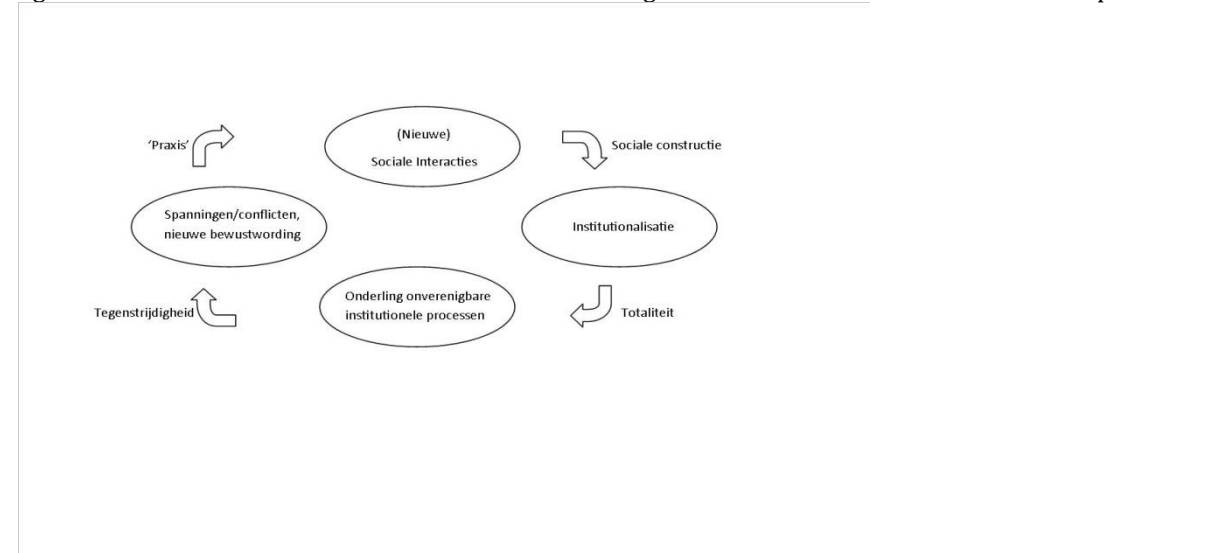 (Nieuwe)
Sociale Interacties
'Praxis'
Sociale constructie
Spanningen/conflicten,
nieuwe bewustwording
Institutionalisatie
Onderling onverenigbare
institutionele processen
Tegenstrijdigheid
Totaliteit